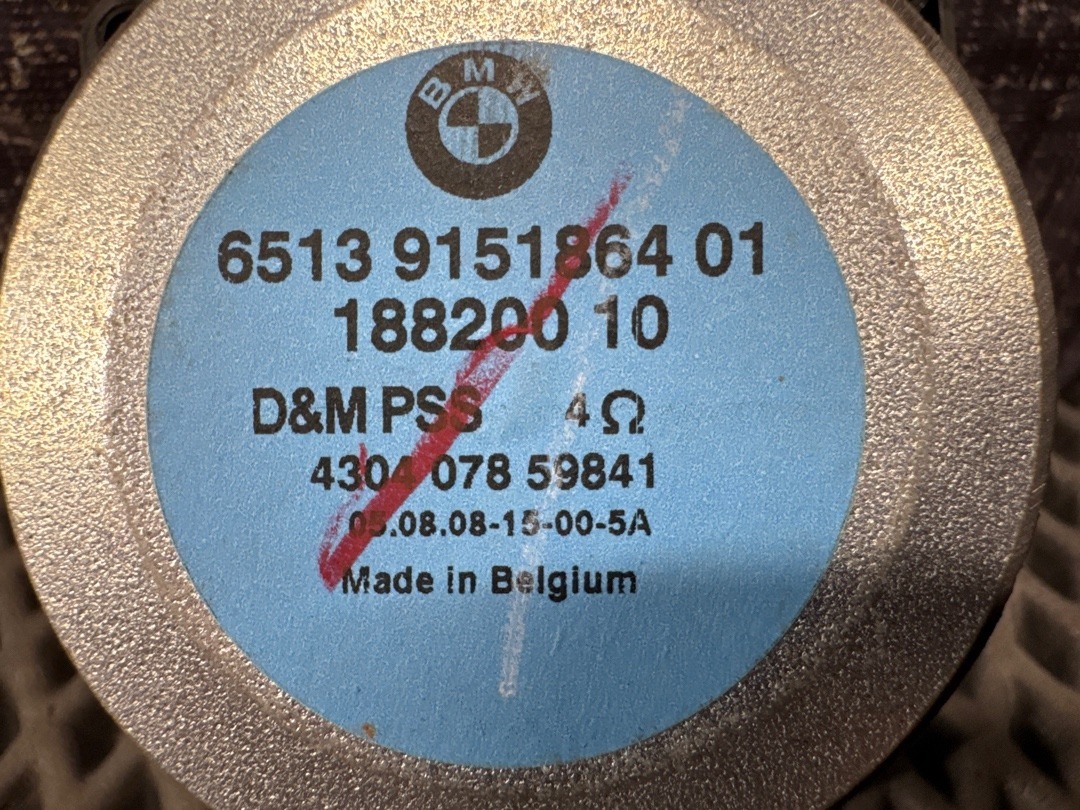 BMW
6513 9151864 01
188200 10
D&M PSS 4 Ω
4304 078 59841
05.08.08-15-00-5A
Made in Belgium